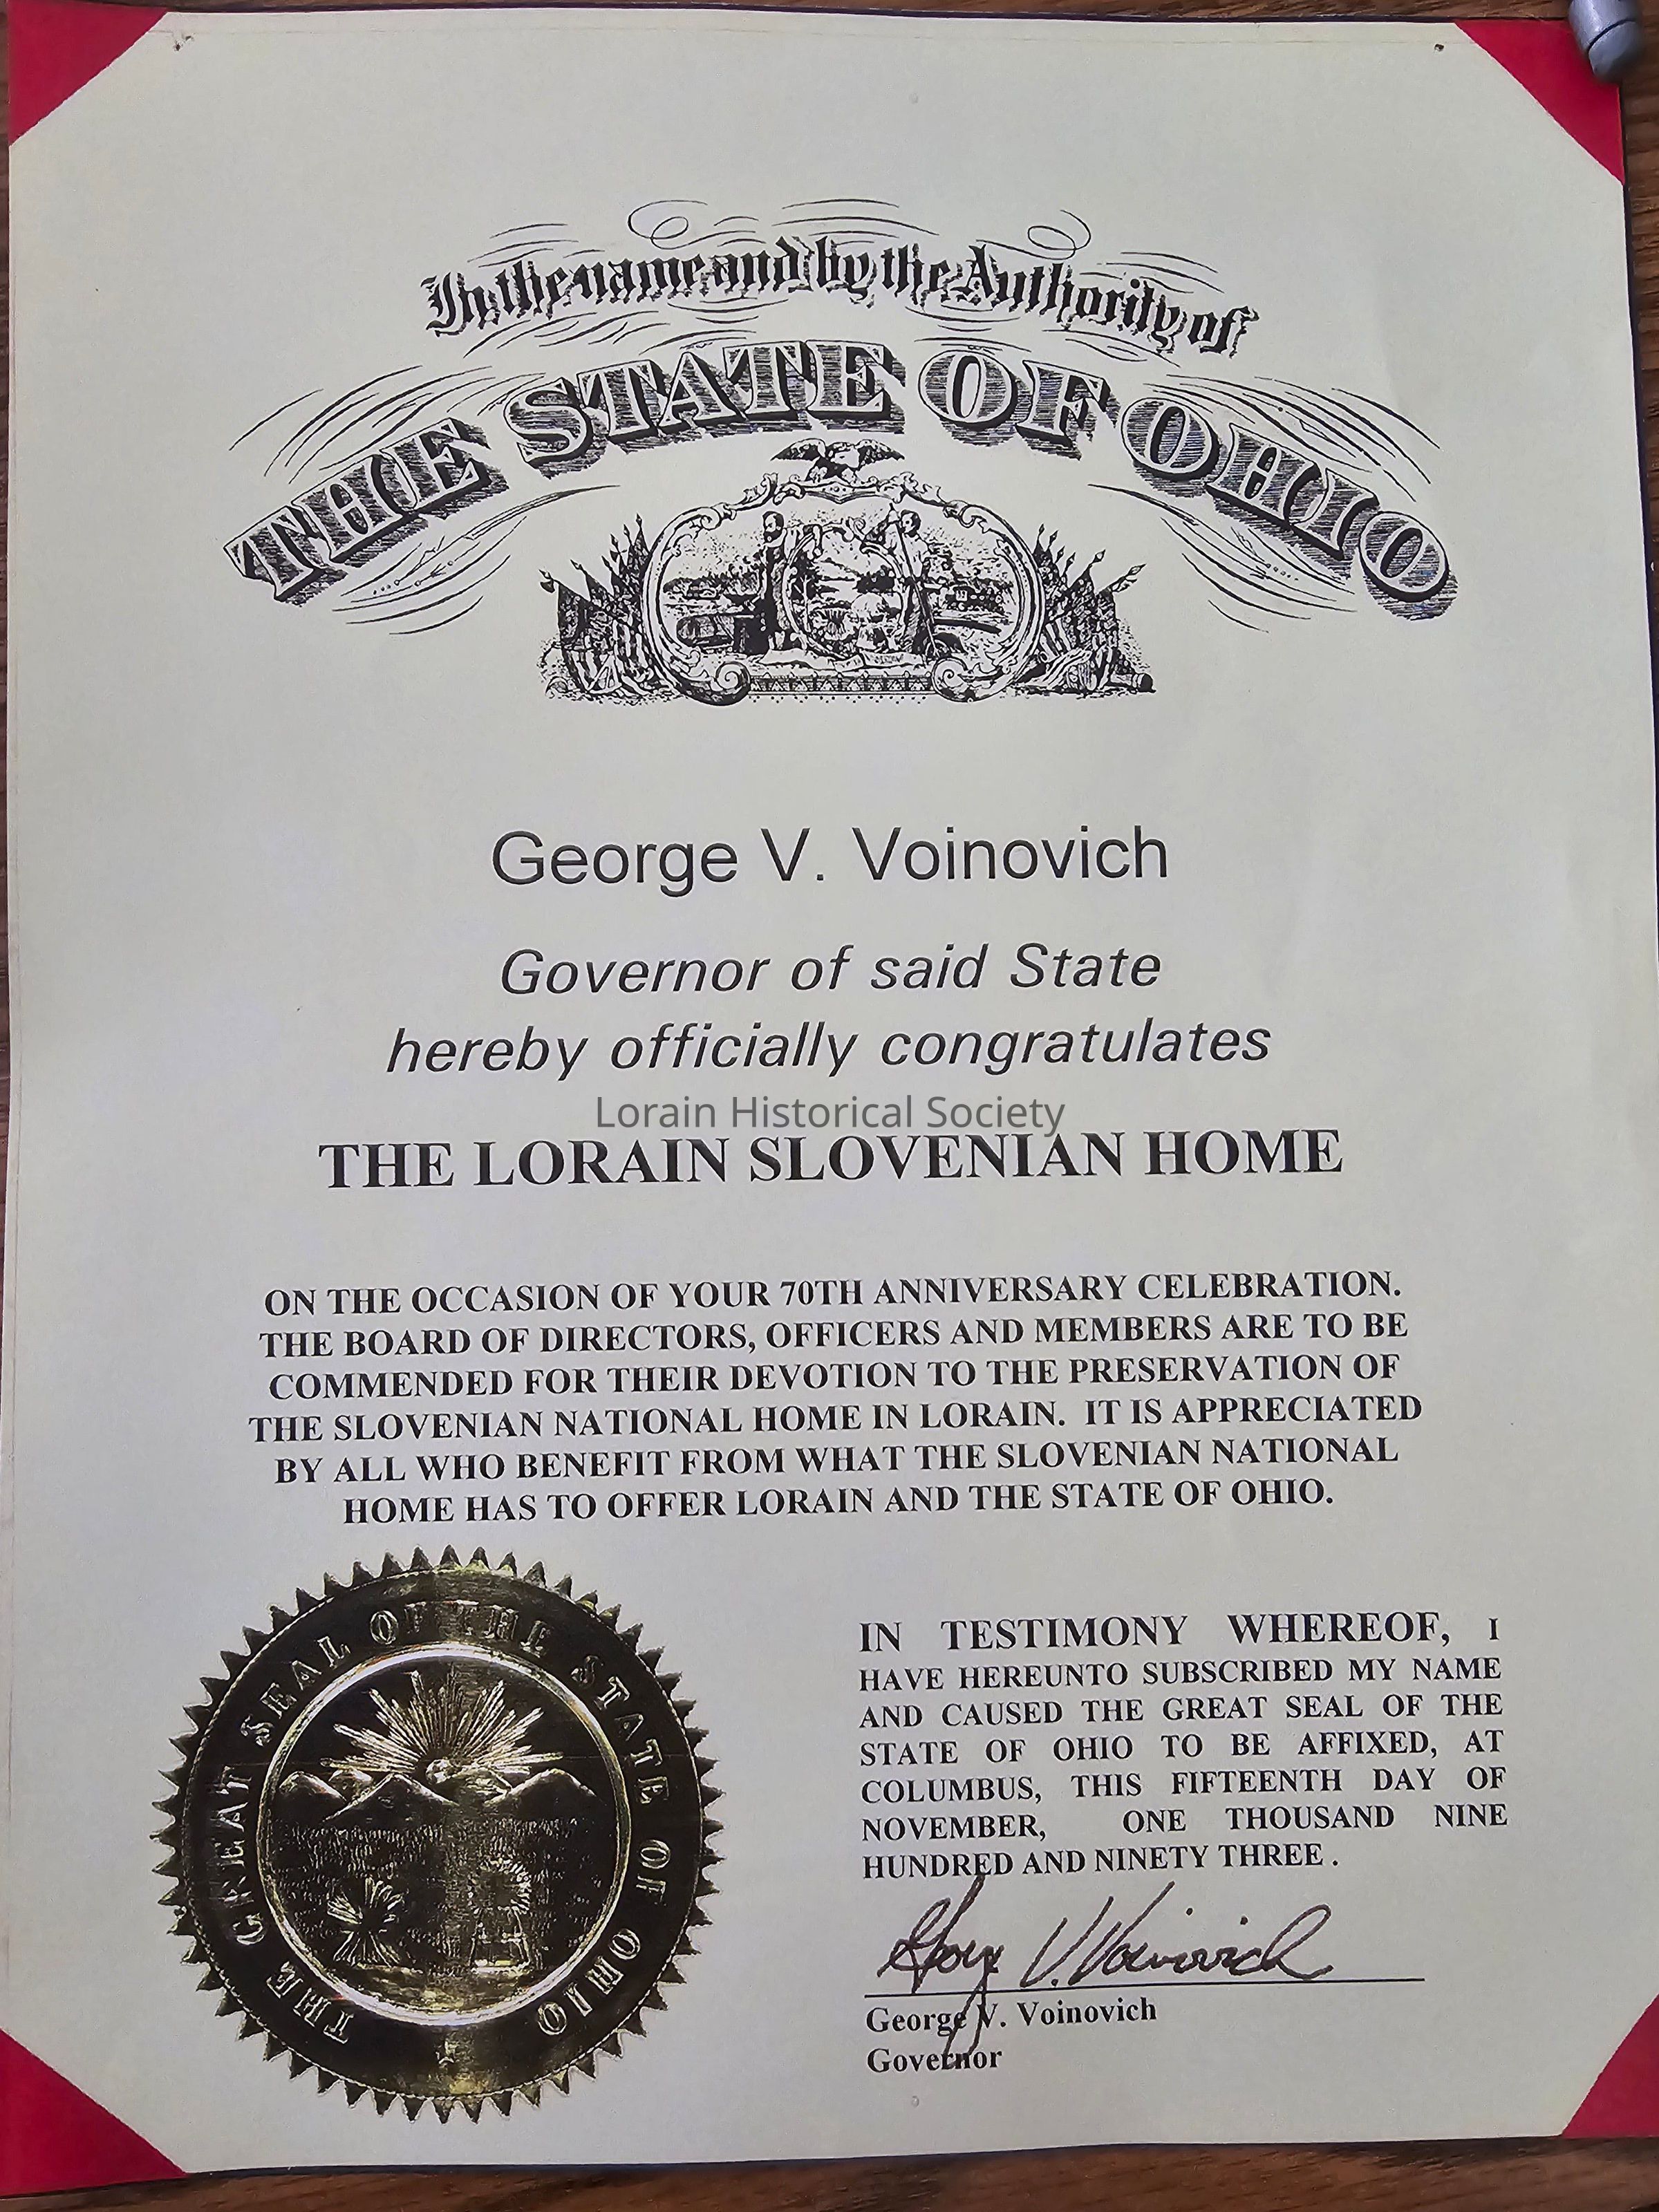 In the name and by the Authority of
THE STATE OF OHIO
George V. Voinovich
Governor of said State
hereby officially congratulates
Lorain Historical Society
THE LORAIN SLOVENIAN HOME
ON THE OCCASION OF YOUR 70TH ANNIVERSARY CELEBRATION.
THE BOARD OF DIRECTORS, OFFICERS AND MEMBERS ARE TO BE
COMMENDED FOR THEIR DEVOTION TO THE PRESERVATION OF
THE SLOVENIAN NATIONAL HOME IN LORAIN. IT IS APPRECIATED
BY ALL WHO BENEFIT FROM WHAT THE SLOVENIAN NATIONAL
HOME HAS TO OFFER LORAIN AND THE STATE OF OHIO.
THE GREAT SEAL OF THE STATE OF OHIO
IN TESTIMONY WHEREOF, I
HAVE HEREUNTO SUBSCRIBED MY NAME
AND CAUSED THE GREAT SEAL OF THE
STATE OF OHIO TO BE AFFIXED, AT
COLUMBUS, THIS FIFTEENTH DAY OF
NOVEMBER, ONE THOUSAND NINE
HUNDRED AND NINETY THREE .
George V. Voinovich
George V. Voinovich
Governor